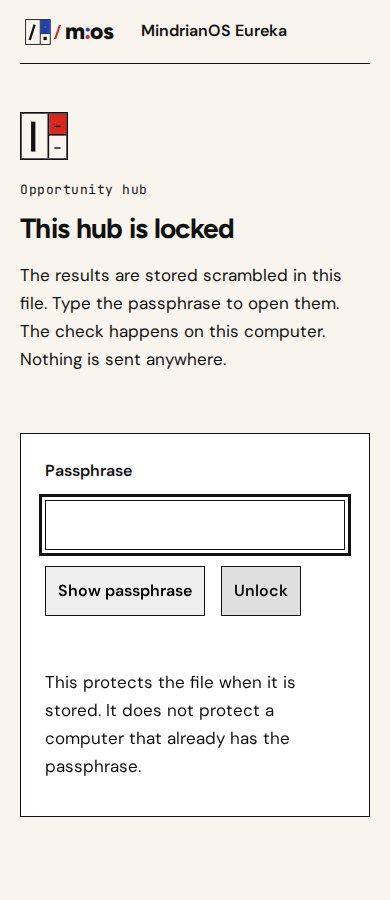 m:os
MindrianOS Eureka
Opportunity hub
This hub is locked
The results are stored scrambled in this
file. Type the passphrase to open them.
The check happens on this computer.
Nothing is sent anywhere.
Passphrase
Show passphrase
Unlock
This protects the file when it is
stored. It does not protect a
computer that already has the
passphrase.